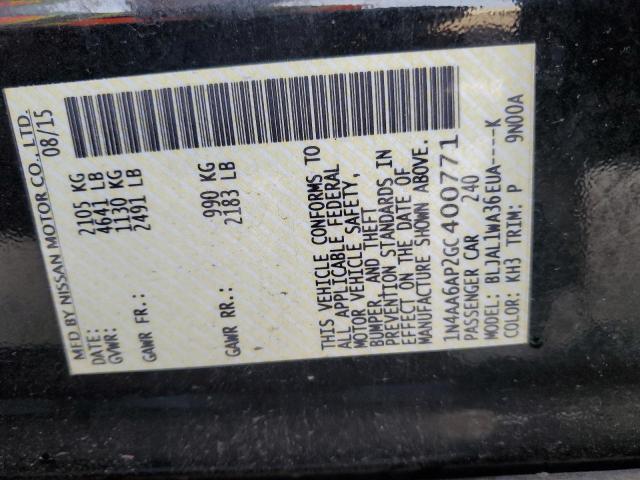 MFD BY NISSAN MOTOR CO., LTD.
DATE: 08/15
GVWR: 2105 KG
4641 LB
GAWR FR.: 1130 KG
2491 LB
GAWR RR.: 990 KG
2183 LB
THIS VEHICLE CONFORMS TO
ALL APPLICABLE FEDERAL
MOTOR VEHICLE SAFETY,
BUMPER, AND THEFT
PREVENTION STANDARDS IN
EFFECT ON THE DATE OF
MANUFACTURE SHOWN ABOVE.
1N4AA6AP2GC400771
PASSENGER CAR 240
MODEL: BLJAL1WA36EUA----K
COLOR: KH3 TRIM: P 9N00A